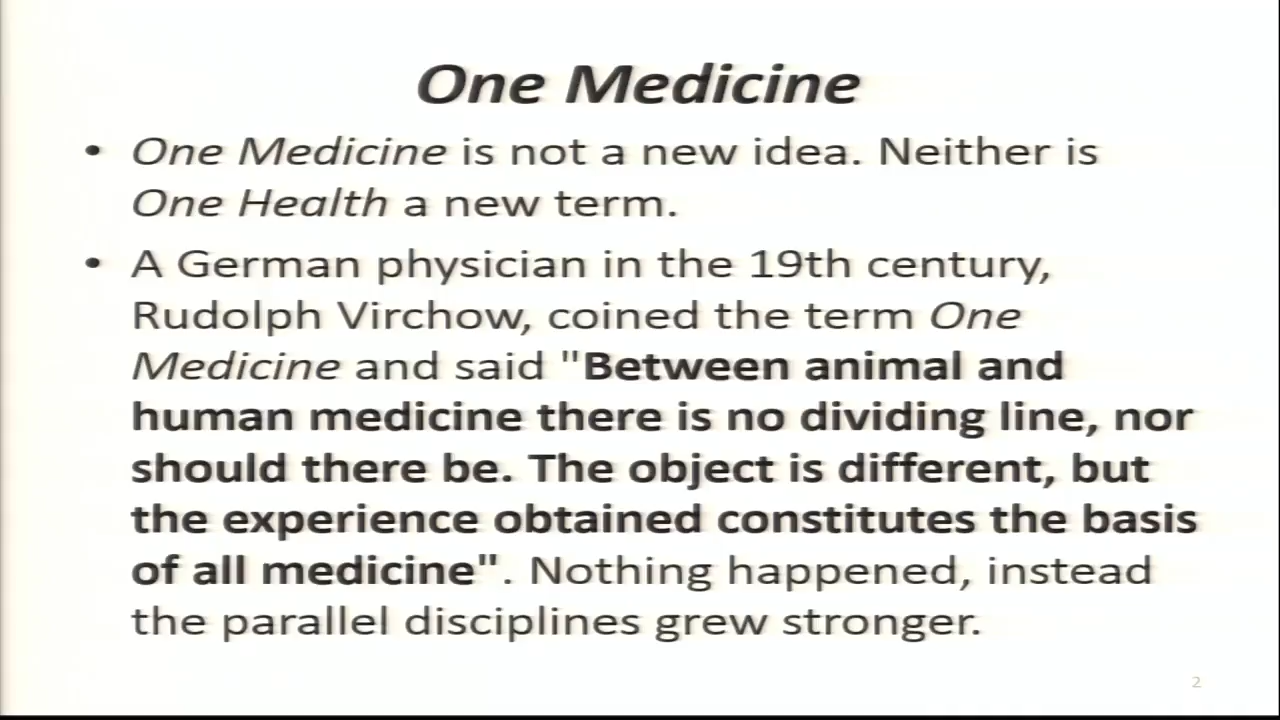 One Medicine
• One Medicine is not a new idea. Neither is
One Health a new term.
• A German physician in the 19th century,
Rudolph Virchow, coined the term One
Medicine and said "Between animal and
human medicine there is no dividing line, nor
should there be. The object is different, but
the experience obtained constitutes the basis
of all medicine". Nothing happened, instead
the parallel disciplines grew stronger.
2